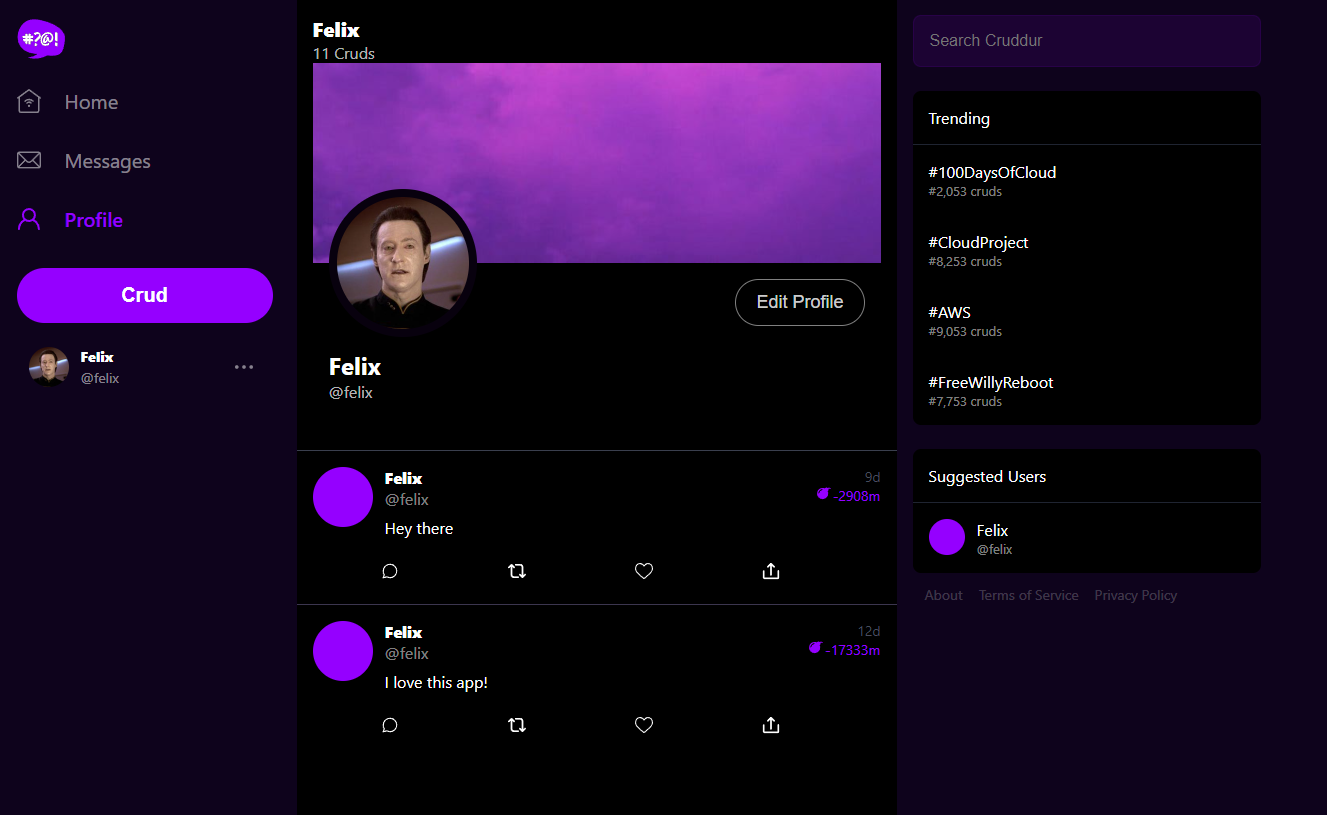 #?@!
Home
Messages
Profile
Crud
Felix
@felix
Felix
11 Cruds
Edit Profile
Felix
@felix
Felix
9d
@felix
-2908m
Hey there
Felix
12d
@felix
-17333m
I love this app!
Search Cruddur
Trending
#100DaysOfCloud
#2,053 cruds
#CloudProject
#8,253 cruds
#AWS
#9,053 cruds
#FreeWillyReboot
#7,753 cruds
Suggested Users
Felix
@felix
About Terms of Service Privacy Policy